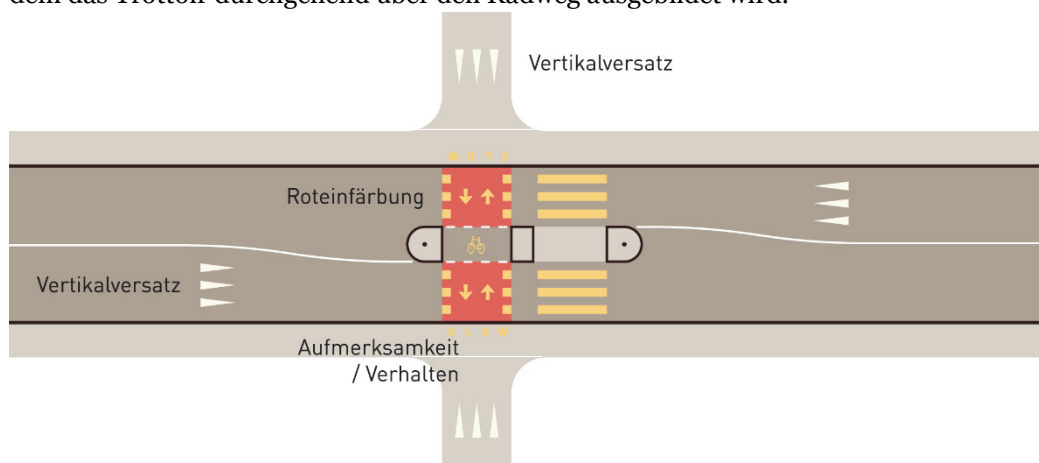 dem das Trottoir durchgehend über den Radweg ausgebildet wird.
Vertikalversatz
Roteinfärbung
Vertikalversatz
Aufmerksamkeit
/ Verhalten